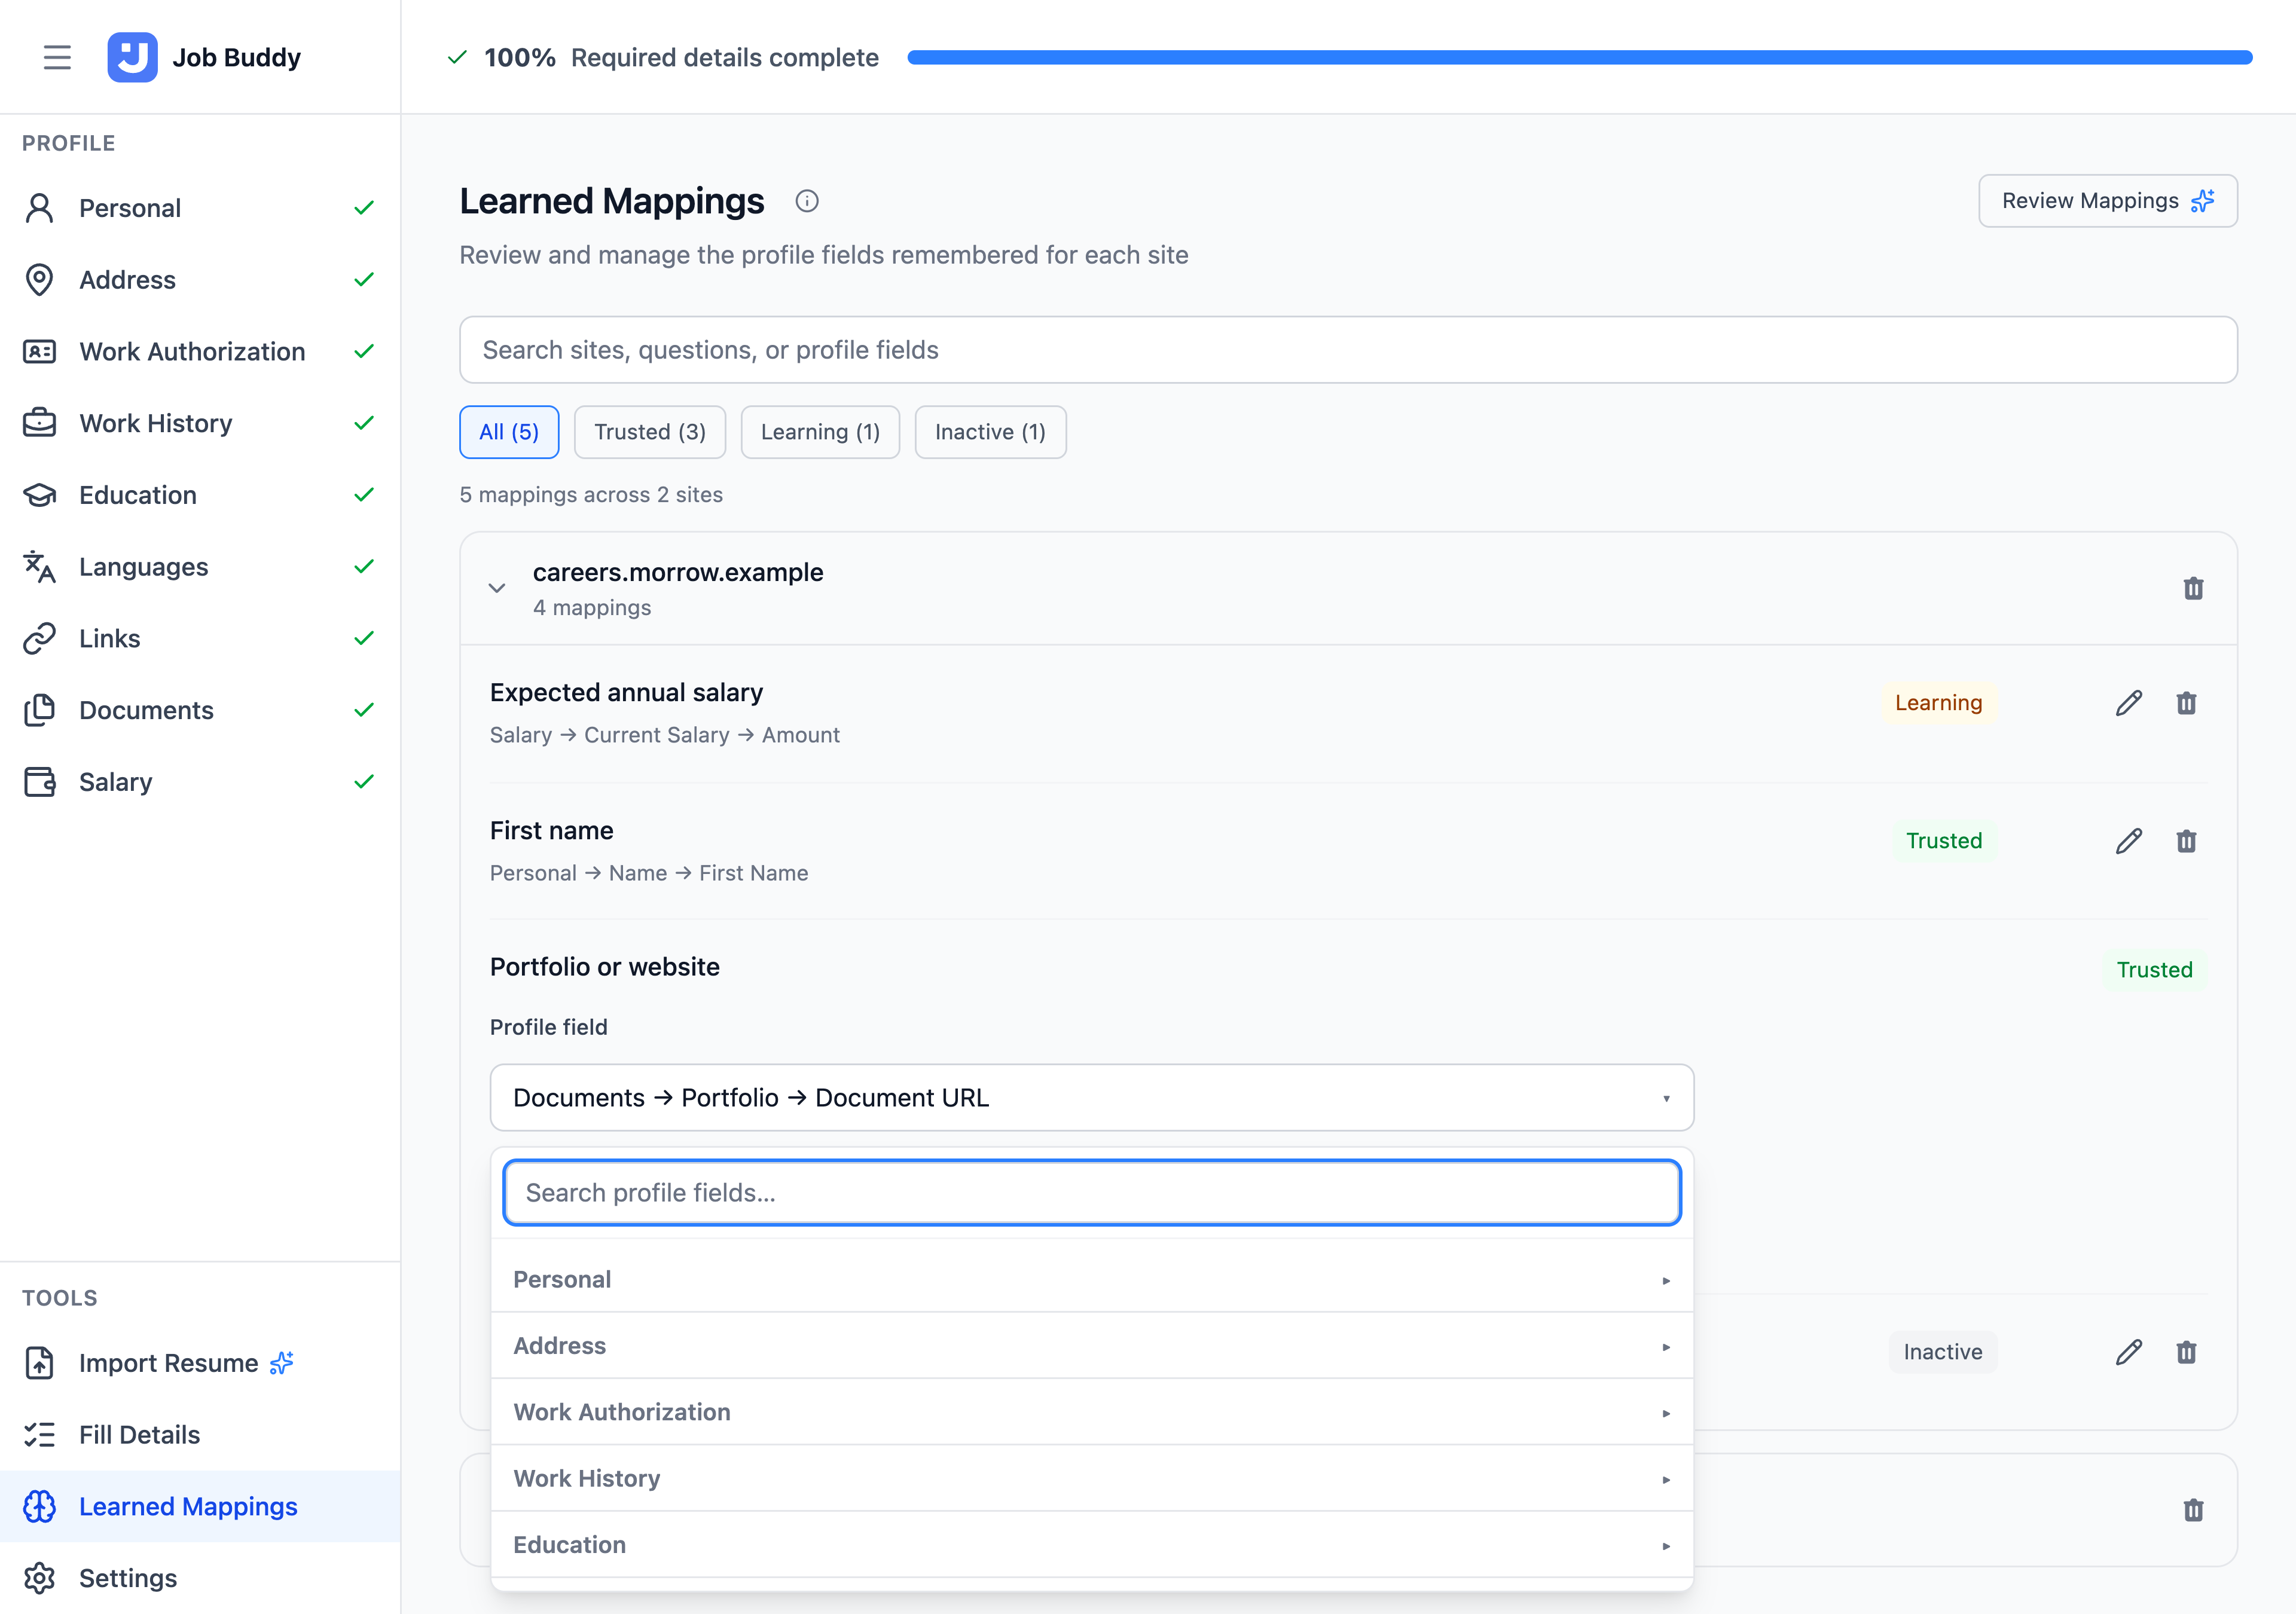 Job Buddy
100% Required details complete
PROFILE
Personal
Address
Work Authorization
Work History
Education
Languages
Links
Documents
Salary
TOOLS
Import Resume
Fill Details
Learned Mappings
Settings
Learned Mappings
Review Mappings
Review and manage the profile fields remembered for each site
Search sites, questions, or profile fields
All (5)
Trusted (3)
Learning (1)
Inactive (1)
5 mappings across 2 sites
careers.morrow.example
4 mappings
Expected annual salary
Learning
Salary → Current Salary → Amount
First name
Trusted
Personal → Name → First Name
Portfolio or website
Trusted
Profile field
Documents → Portfolio → Document URL
Search profile fields...
Personal
Address
Inactive
Work Authorization
Work History
Education